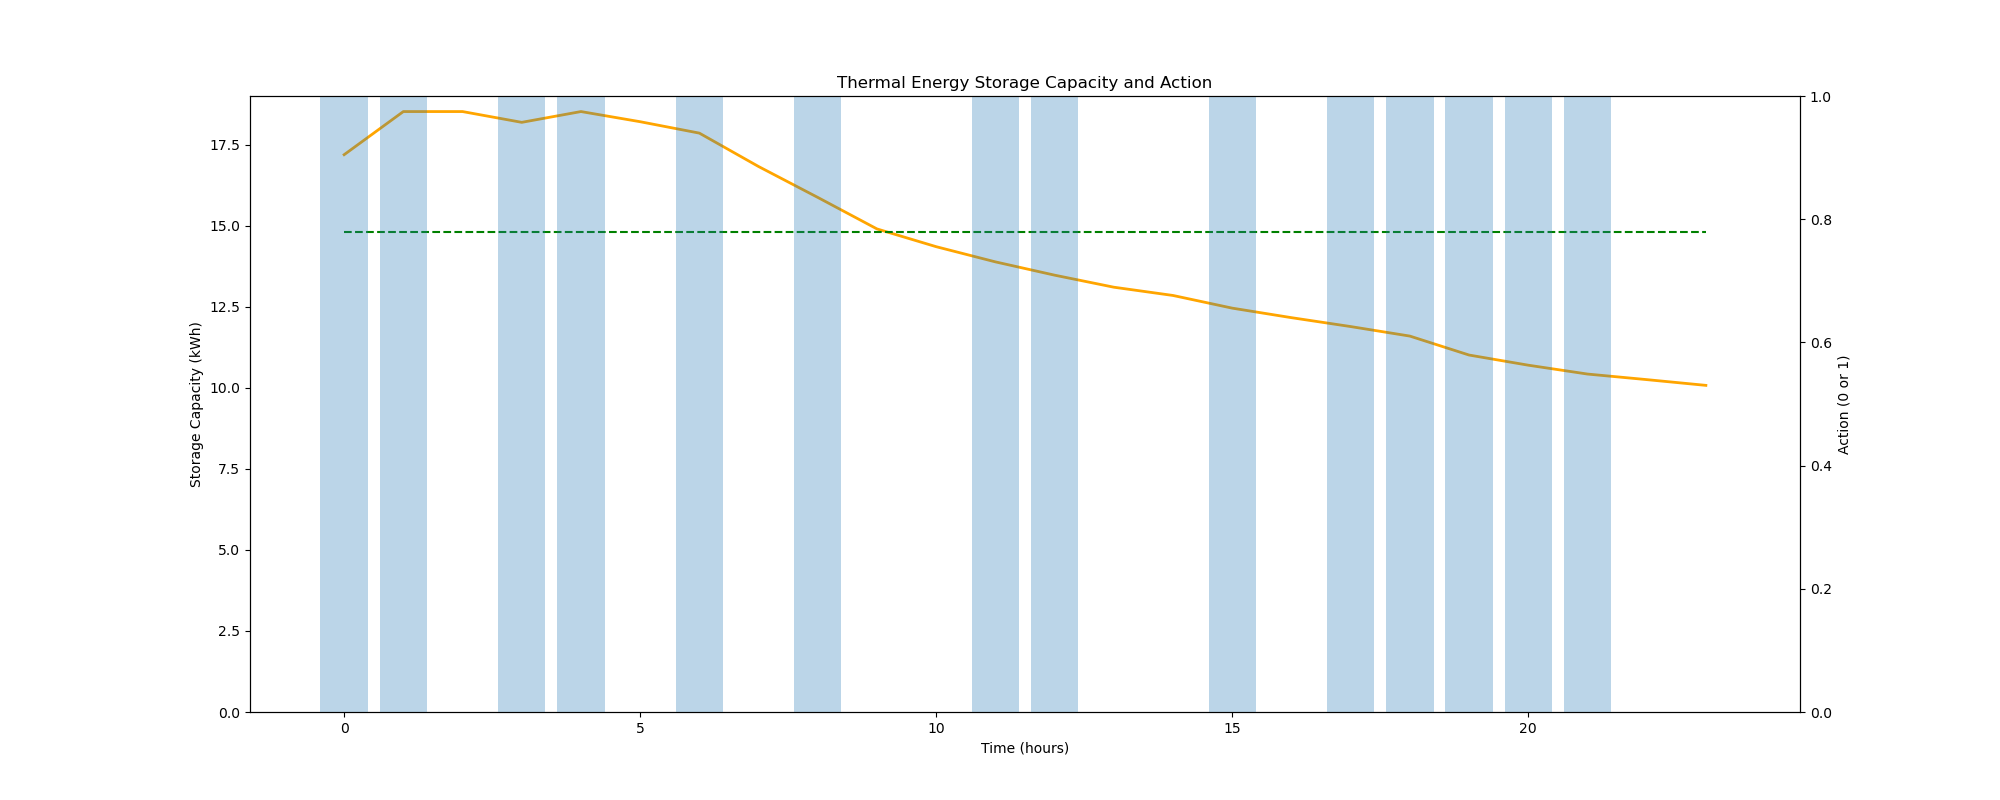 Thermal Energy Storage Capacity and Action
Storage Capacity (kWh)
17.5
15.0
12.5
10.0
7.5
5.0
2.5
0.0
0 5 10 15 20
Time (hours)
1.0
0.8
0.6
0.4
0.2
0.0
Action (0 or 1)